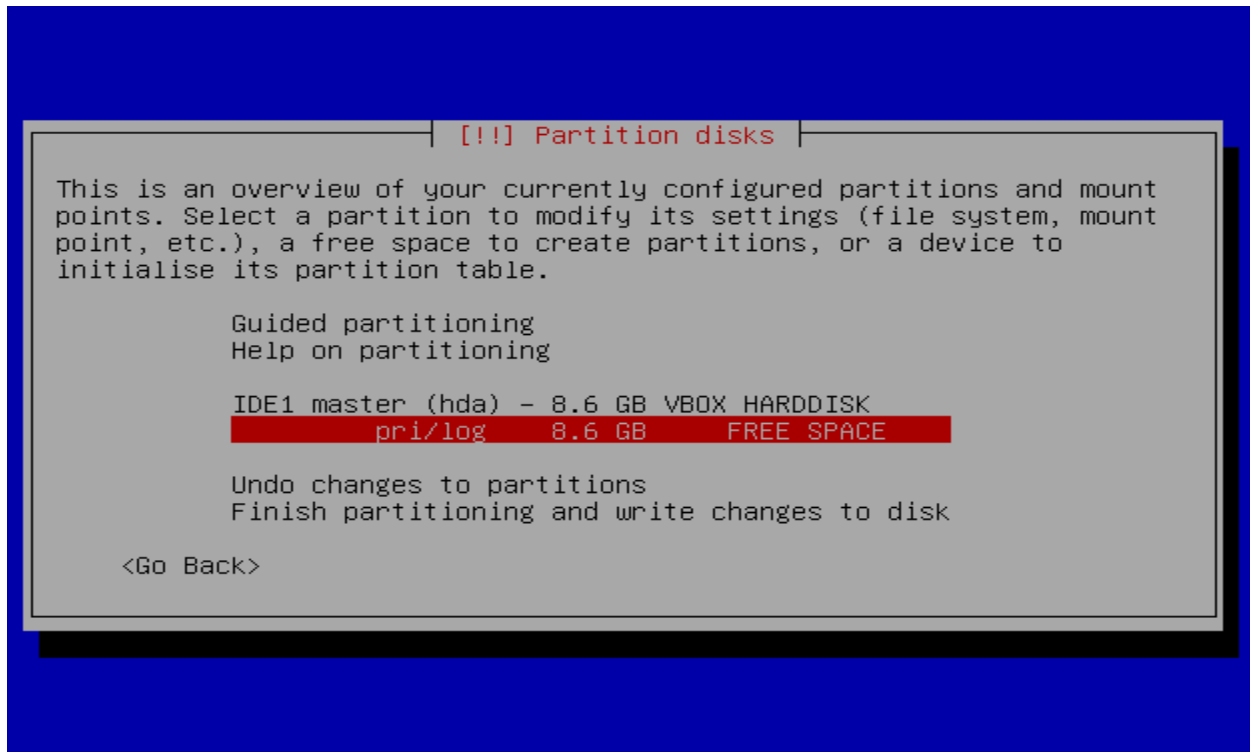 [!!] Partition disks
This is an overview of your currently configured partitions and mount
points. Select a partition to modify its settings (file system, mount
point, etc.), a free space to create partitions, or a device to
initialise its partition table.
Guided partitioning
Help on partitioning
IDE1 master (hda) - 8.6 GB VBOX HARDDISK
pri/log 8.6 GB FREE SPACE
Undo changes to partitions
Finish partitioning and write changes to disk
<Go Back>